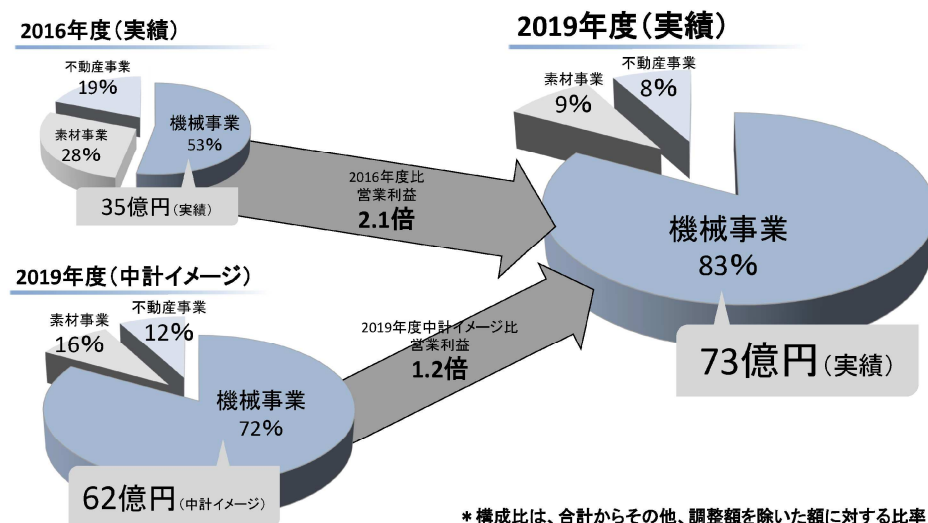 2016年度（実績）
不動産事業
19%
素材事業
28%
機械事業
53%
35億円（実績）
2016年度比
営業利益
2.1倍
2019年度（中計イメージ）
素材事業
16%
不動産事業
12%
機械事業
72%
62億円（中計イメージ）
2019年度中計イメージ比
営業利益
1.2倍
2019年度（実績）
素材事業
9%
不動産事業
8%
機械事業
83%
73億円（実績）
＊構成比は、合計からその他、調整額を除いた額に対する比率